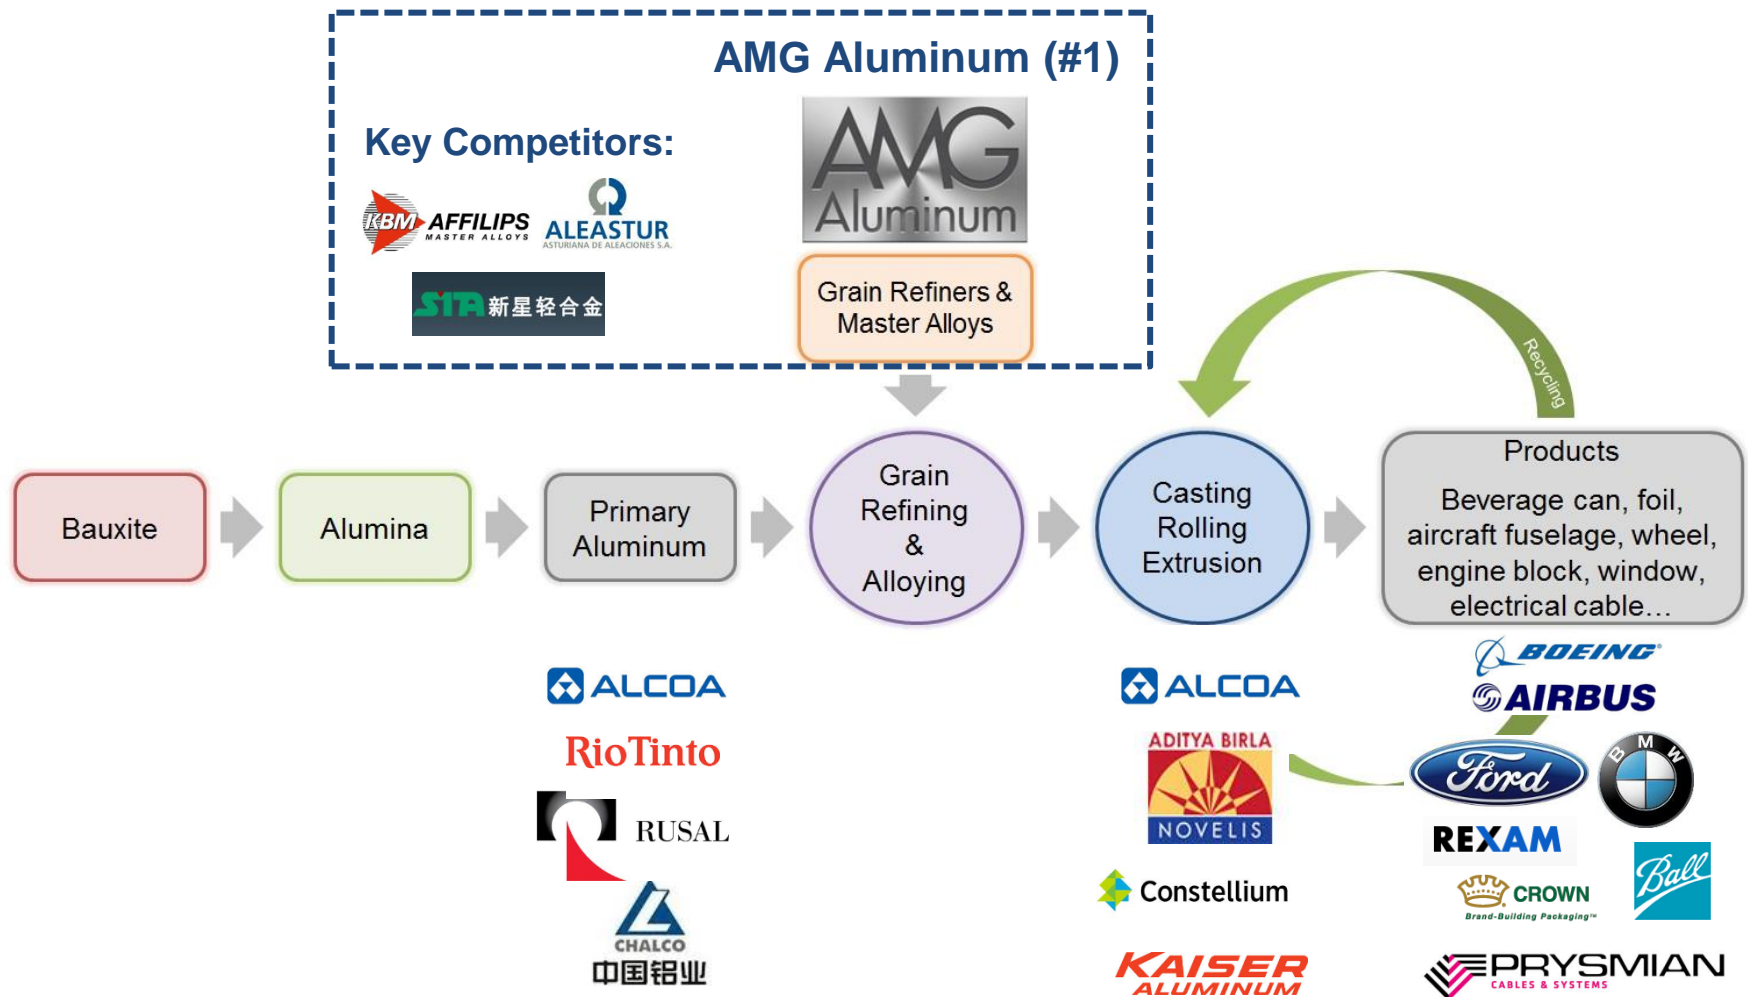 AMG Aluminum (#1)
Key Competitors:
KBM AFFILIPS
MASTER ALLOYS
ALEASTUR
ASTURIANA DE ALEACIONES S.A.
STA 新星轻合金
AMG
Aluminum
Grain Refiners &
Master Alloys
Recycling
Bauxite
Alumina
Primary
Aluminum
Grain
Refining
&
Alloying
Casting
Rolling
Extrusion
Products
Beverage can, foil,
aircraft fuselage, wheel,
engine block, window,
electrical cable...
ALCOA
RioTinto
RUSAL
CHALCO
中国铝业
ALCOA
ADITYA BIRLA
NOVELIS
Constellium
KAISER
ALUMINUM
BOEING
AIRBUS
Ford
BMW
REXAM
Ball
CROWN
Brand-Building Packaging™
PRYSMIAN
CABLES & SYSTEMS